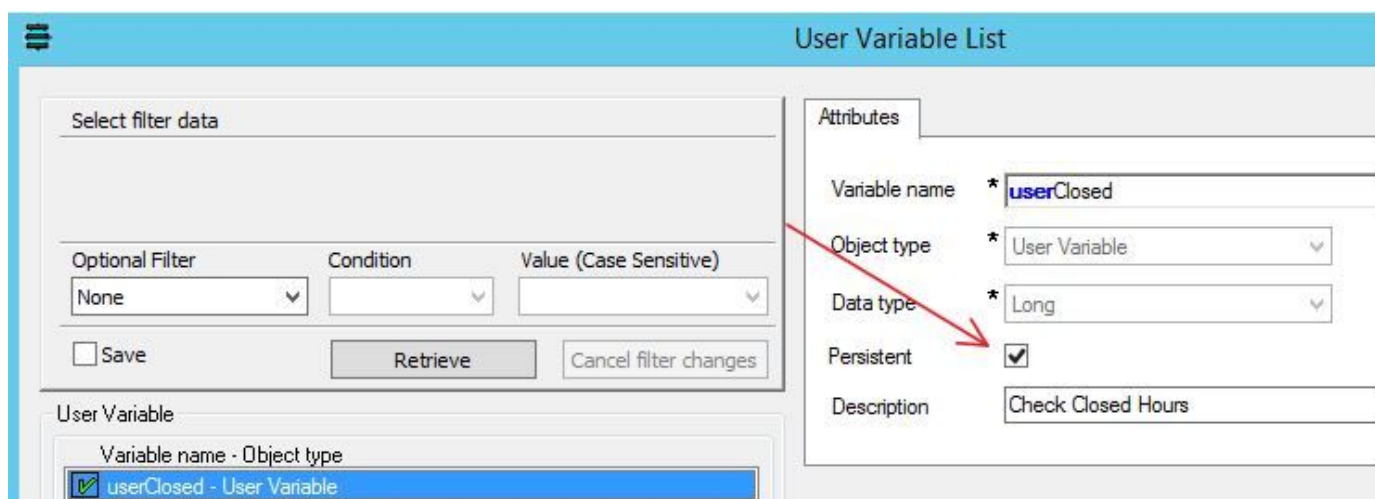 User Variable List
Select filter data
Optional Filter
Condition
Value (Case Sensitive)
None
Save
Retrieve
Cancel filter changes
User Variable
Variable name - Object type
userClosed - User Variable
Attributes
Variable name * userClosed
Object type * User Variable
Data type * Long
Persistent
Description Check Closed Hours